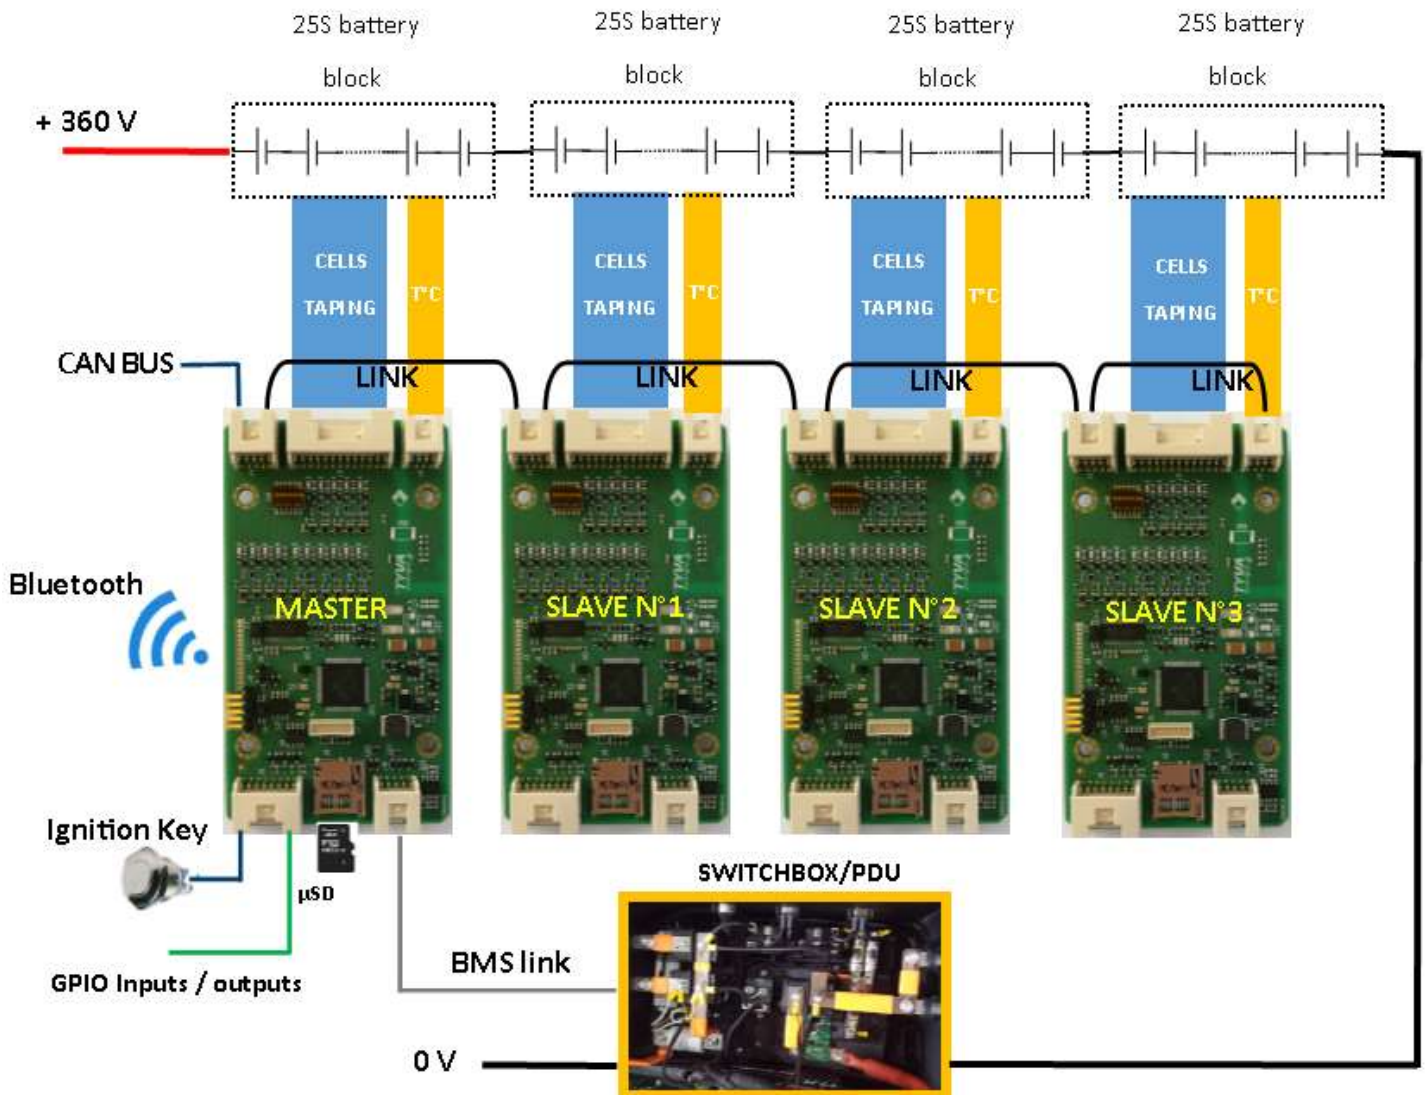 25S battery
block
25S battery
block
25S battery
block
25S battery
block
+ 360 V
CELLS
TAPING
T°C
CELLS
TAPING
T°C
CELLS
TAPING
T°C
CELLS
TAPING
T°C
CAN BUS
LINK
LINK
LINK
LINK
Bluetooth
MASTER
SLAVE N°1
SLAVE N°2
SLAVE N°3
Ignition Key
µSD
GPIO Inputs / outputs
SWITCHBOX/PDU
BMS link
0 V